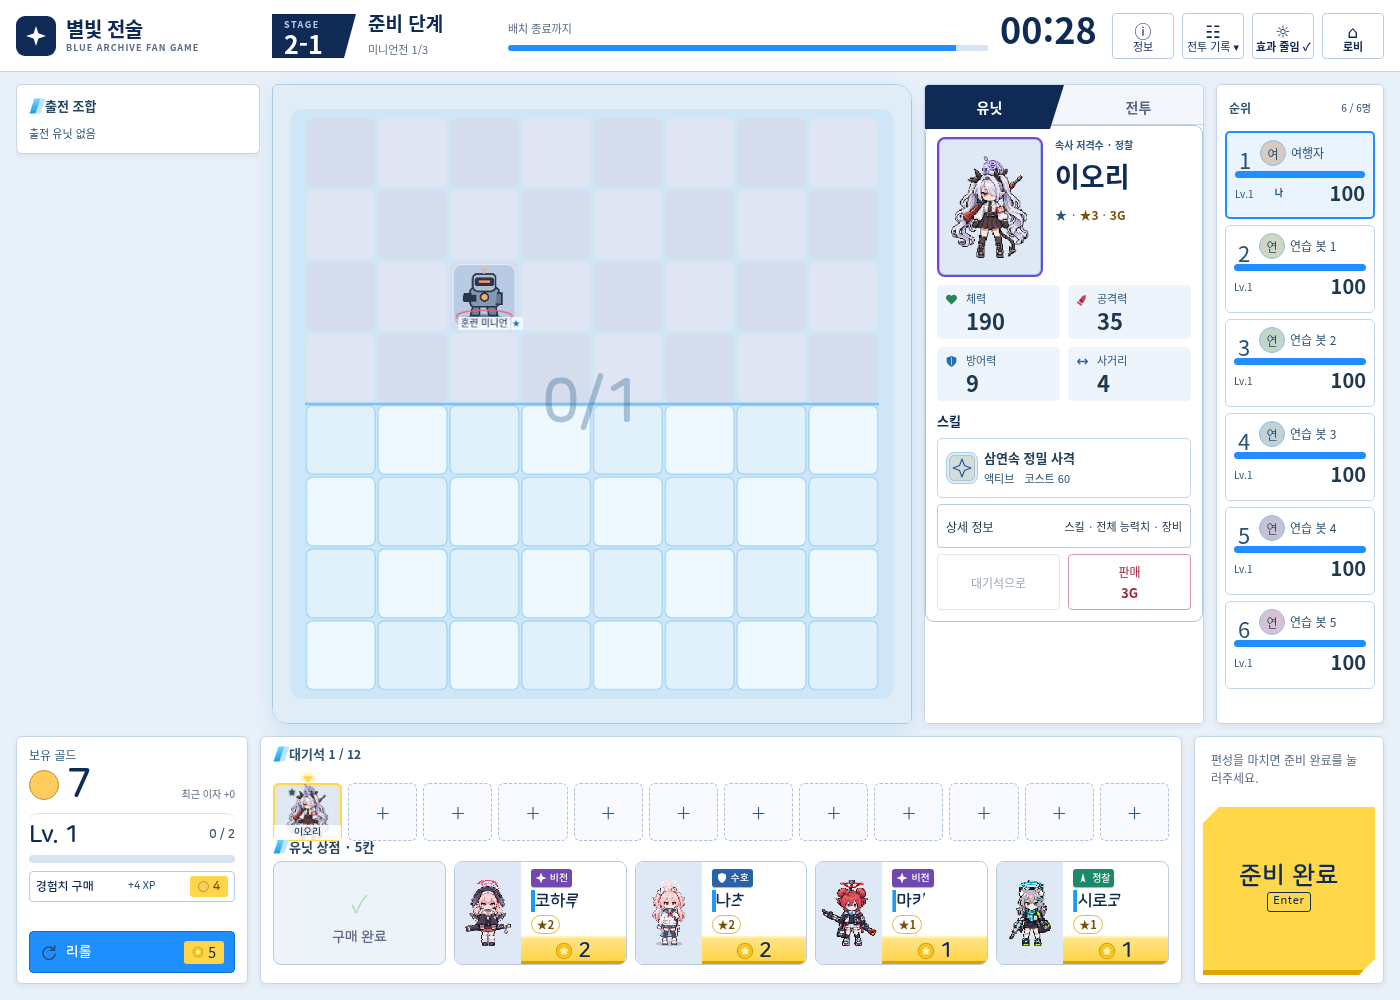 별빛 전술
BLUE ARCHIVE FAN GAME
STAGE
2-1
준비 단계
미니언전 1/3
배치 종료까지
00:28
정보
전투 기록 ▾
효과 줄임 ✓
로비
출전 조합
출전 유닛 없음
훈련 미니언 ★
0/1
유닛
전투
속사 저격수 · 정찰
이오리
★ · ★3 · 3G
체력
190
공격력
35
방어력
9
사거리
4
스킬
삼연속 정밀 사격
액티브 코스트 60
상세 정보
스킬 · 전체 능력치 · 장비
대기석으로
판매
3G
순위
6 / 6명
1 여 여행자
Lv.1 나 100
2 연 연습 봇 1
Lv.1 100
3 연 연습 봇 2
Lv.1 100
4 연 연습 봇 3
Lv.1 100
5 연 연습 봇 4
Lv.1 100
6 연 연습 봇 5
Lv.1 100
보유 골드
7
최근 이자 +0
Lv. 1
0 / 2
경험치 구매 +4 XP 4
리롤 5
대기석 1 / 12
이오리
유닛 상점 · 5칸
✓
구매 완료
비전
코하루
★2
2
수호
나츠
★2
2
비전
마키
★1
1
정찰
시로코
★1
1
편성을 마치면 준비 완료를 눌
러주세요.
준비 완료
Enter